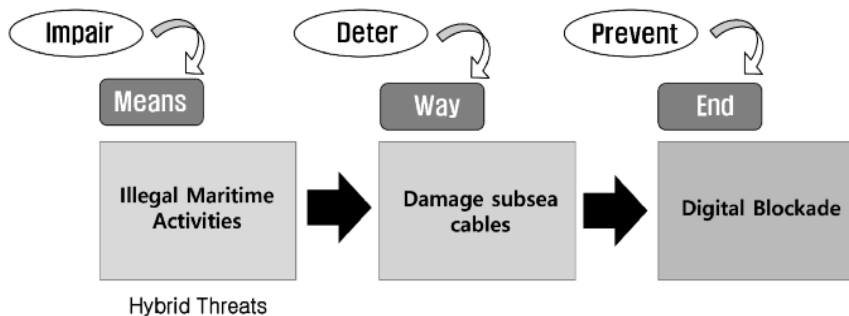 Impair
Deter
Prevent
Means
Way
End
Illegal Maritime
Activities
Damage subsea
cables
Digital Blockade
Hybrid Threats